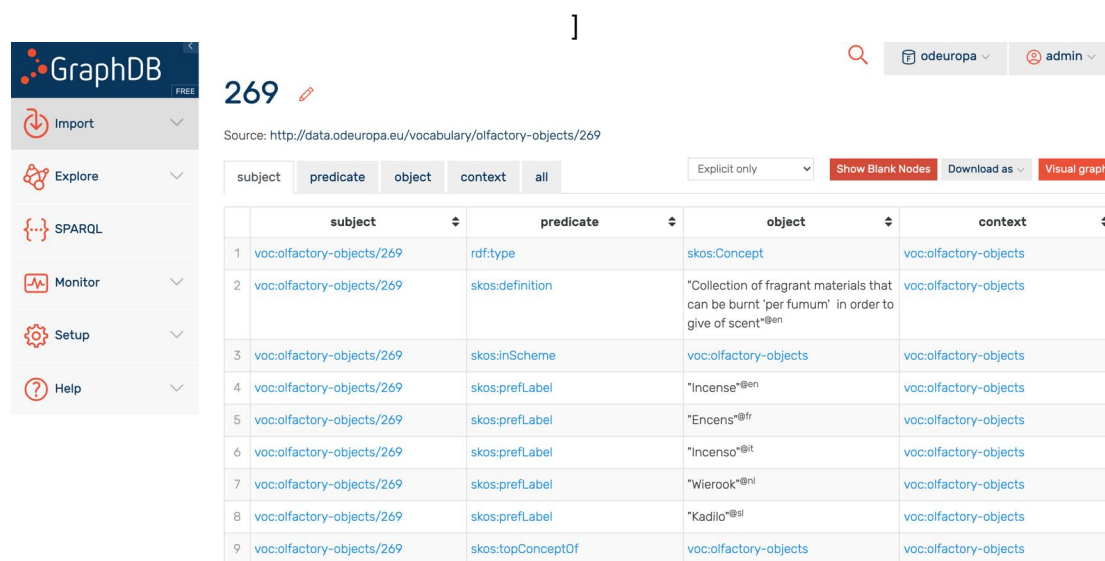 ]
GraphDB
FREE
odeuropa
admin
Import
Explore
SPARQL
Monitor
Setup
Help
269
Source: http://data.odeuropa.eu/vocabulary/olfactory-objects/269
subject predicate object context all
Explicit only Show Blank Nodes Download as Visual graph
subject predicate object context
1 voc:olfactory-objects/269 rdf:type skos:Concept voc:olfactory-objects
2 voc:olfactory-objects/269 skos:definition "Collection of fragrant materials that voc:olfactory-objects
can be burnt 'per fumum' in order to
give of scent"@en
3 voc:olfactory-objects/269 skos:inScheme voc:olfactory-objects voc:olfactory-objects
4 voc:olfactory-objects/269 skos:prefLabel "Incense"@en voc:olfactory-objects
5 voc:olfactory-objects/269 skos:prefLabel "Encens"@fr voc:olfactory-objects
6 voc:olfactory-objects/269 skos:prefLabel "Incenso"@it voc:olfactory-objects
7 voc:olfactory-objects/269 skos:prefLabel "Wierook"@nl voc:olfactory-objects
8 voc:olfactory-objects/269 skos:prefLabel "Kadilo"@sl voc:olfactory-objects
9 voc:olfactory-objects/269 skos:topConceptOf voc:olfactory-objects voc:olfactory-objects